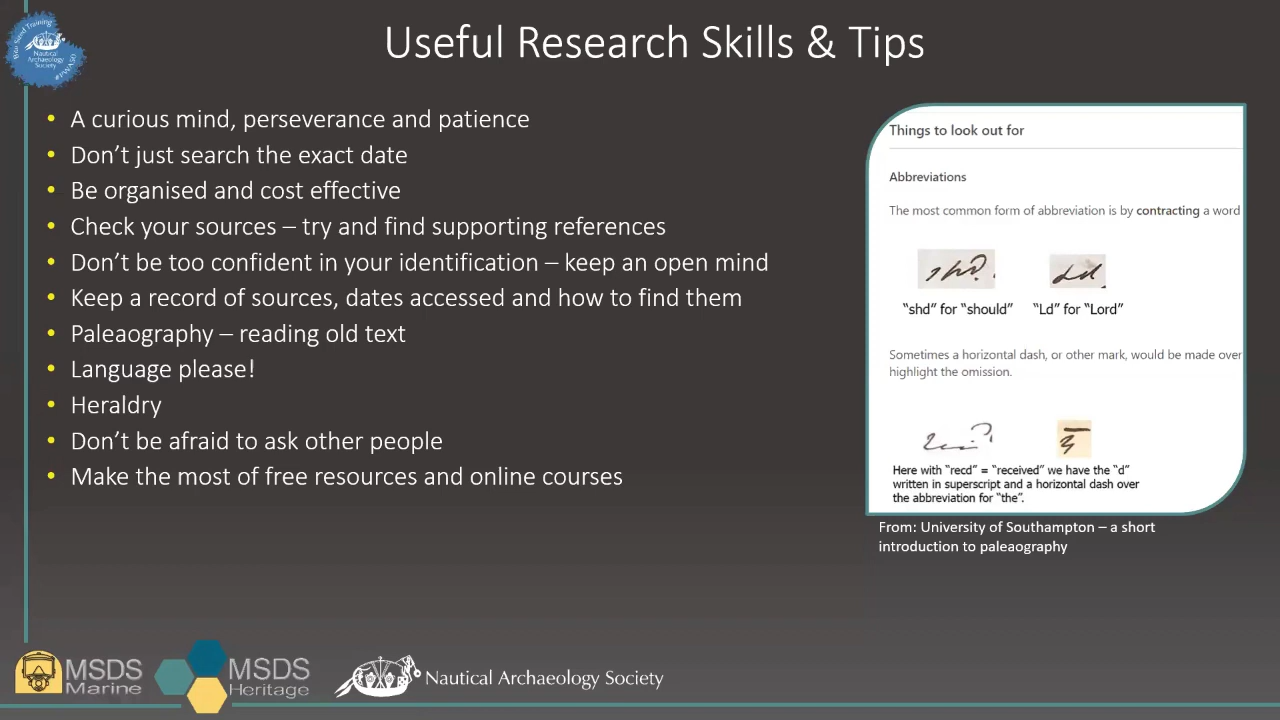 Useful Research Skills & Tips
• A curious mind, perseverance and patience
• Don't just search the exact date
• Be organised and cost effective
• Check your sources – try and find supporting references
• Don't be too confident in your identification – keep an open mind
• Keep a record of sources, dates accessed and how to find them
• Paleaography – reading old text
• Language please!
• Heraldry
• Don't be afraid to ask other people
• Make the most of free resources and online courses
Things to look out for
Abbreviations
The most common form of abbreviation is by contracting a word
shd. Ld
"shd" for "should" "Ld" for "Lord"
Sometimes a horizontal dash, or other mark, would be made over
highlight the omission.
Here with "recd" = "received" we have the "d"
written in superscript and a horizontal dash over
the abbreviation for "the".
From: University of Southampton – a short
introduction to paleaography
Nautical
Archaeology
Society
MSDS
Marine
MSDS
Heritage
Nautical Archaeology Society